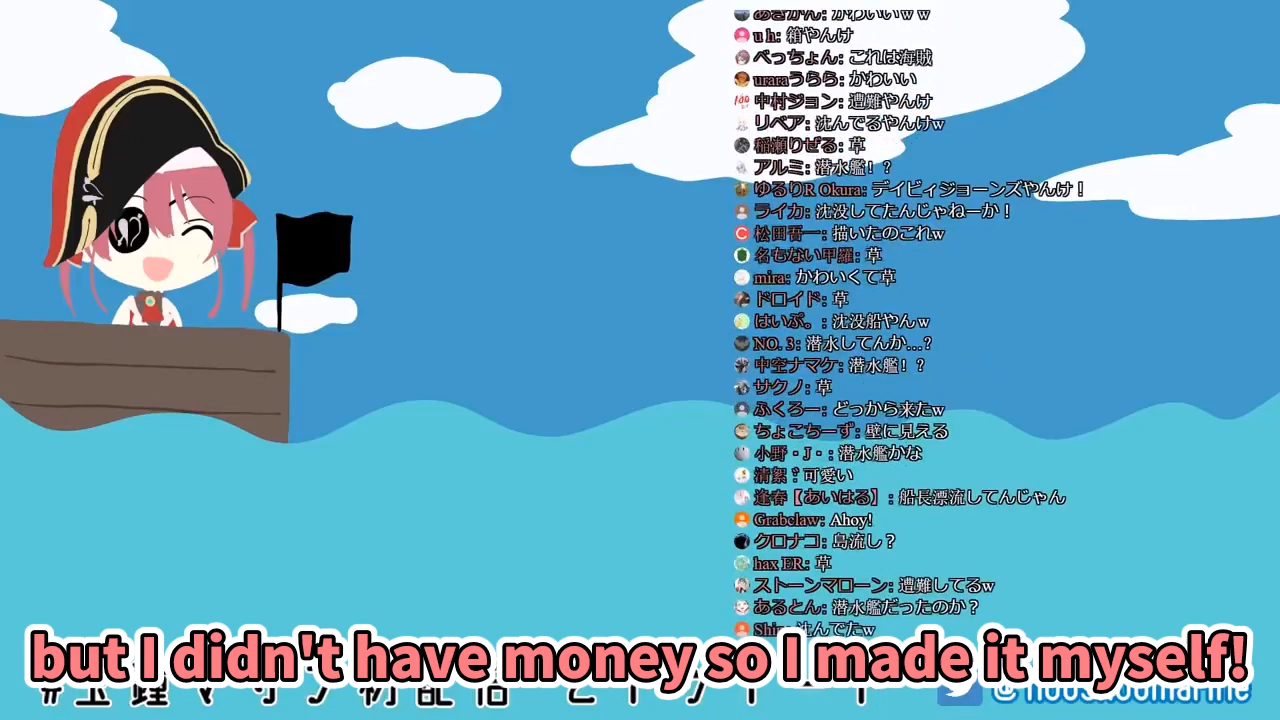 あきかん: かわいいｗｗ
u h: 箱やんけ
べっちょん: これは海賊
uraraうらら: かわいい
中村ジョン: 遭難やんけ
リベア: 沈んでるやんけw
稲瀬りぜる: 草
アルミ: 潜水艦！？
ゆるりR Okura: デイビィジョーンズやんけ！
ライカ: 沈没してたんじゃねーか！
松田吾一: 描いたのこれw
名もない甲羅: 草
mira: かわいくて草
ドロイド: 草
はいぷ。: 沈没船やんｗ
NO. 3: 潜水してんか...?
中空ナマケ: 潜水艦！？
サクノ: 草
ふくろー: どっから来たw
ちょこちーず: 壁に見える
小野・J・: 潜水艦かな
清絮〻: 可愛い
逢春【あいはる】: 船長漂流してんじゃん
Grabclaw: Ahoy!
クロナコ: 島流し？
hax ER: 草
ストーンマローン: 遭難してるw
あるとん: 潜水艦だったのか？
沈んでたw
but I didn't have money so I made it myself!